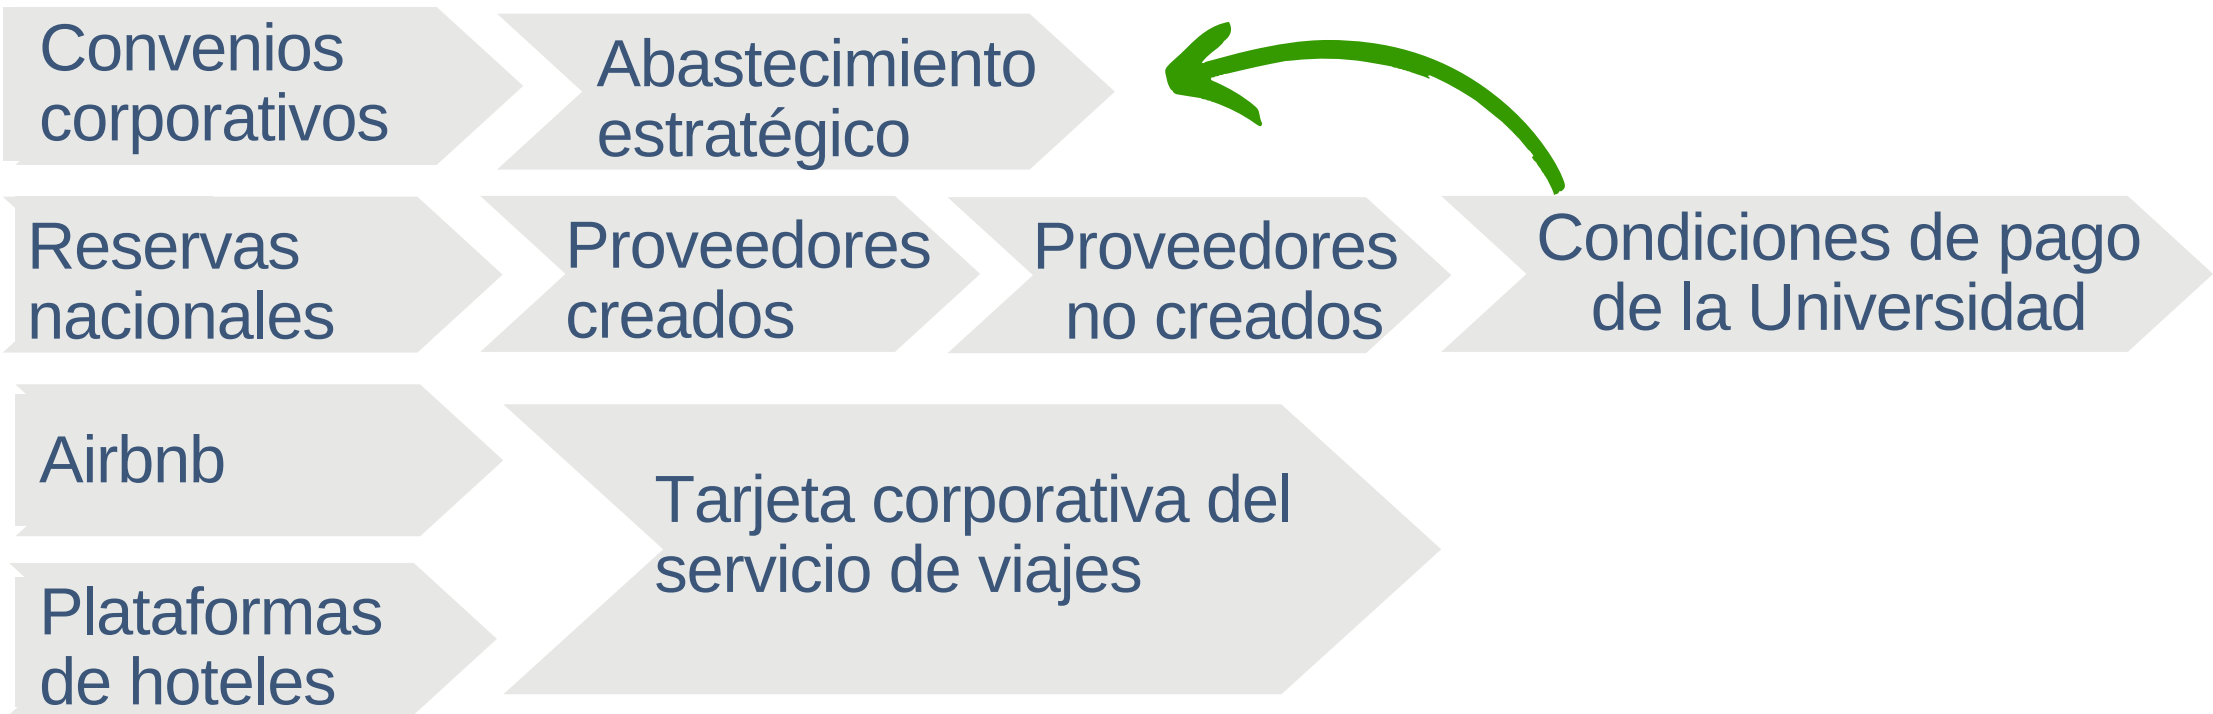 Convenios
corporativos
Abastecimiento
estratégico
Reservas
nacionales
Proveedores
creados
Proveedores
no creados
Condiciones de pago
de la Universidad
Airbnb
Tarjeta corporativa del
servicio de viajes
Plataformas
de hoteles